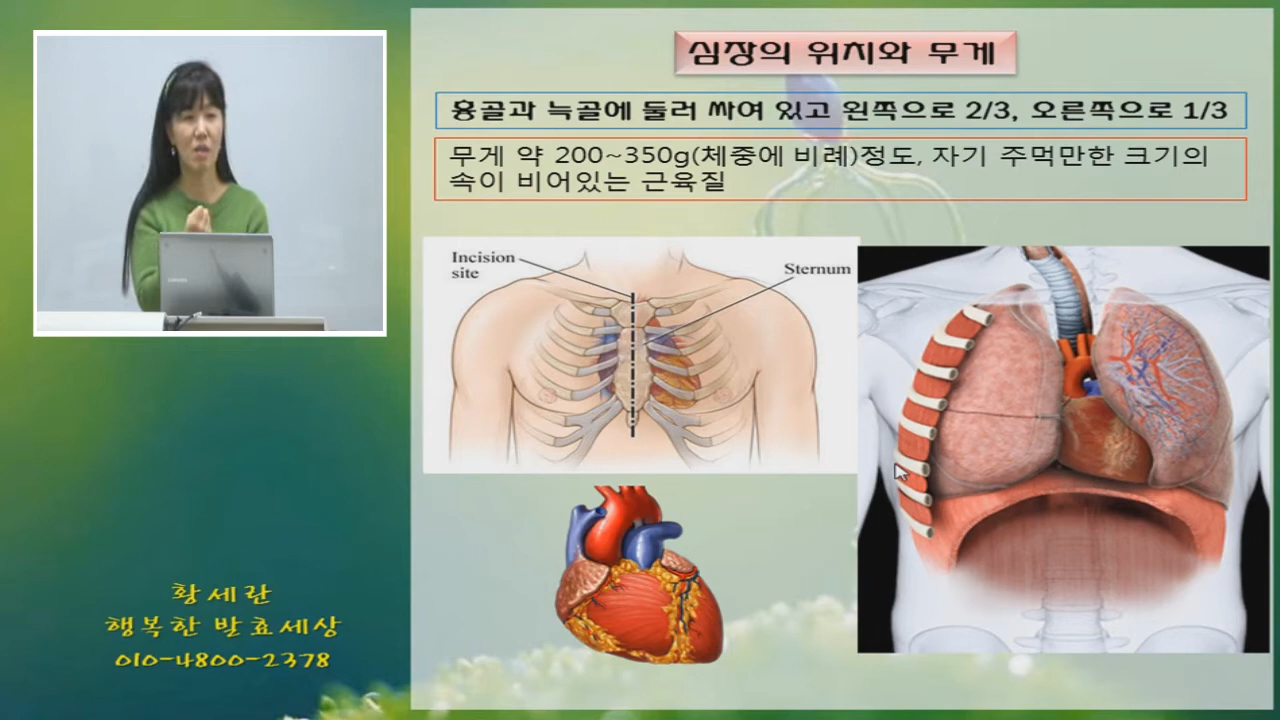 심장의 위치와 무게
흉골과 늑골에 둘러 싸여 있고 왼쪽으로 2/3, 오른쪽으로 1/3
무게 약 200~350g(체중에 비례)정도, 자기 주먹만한 크기의
속이 비어있는 근육질
Incision
site
Sternum
황세란
행복한 발효세상
010-4800-2378